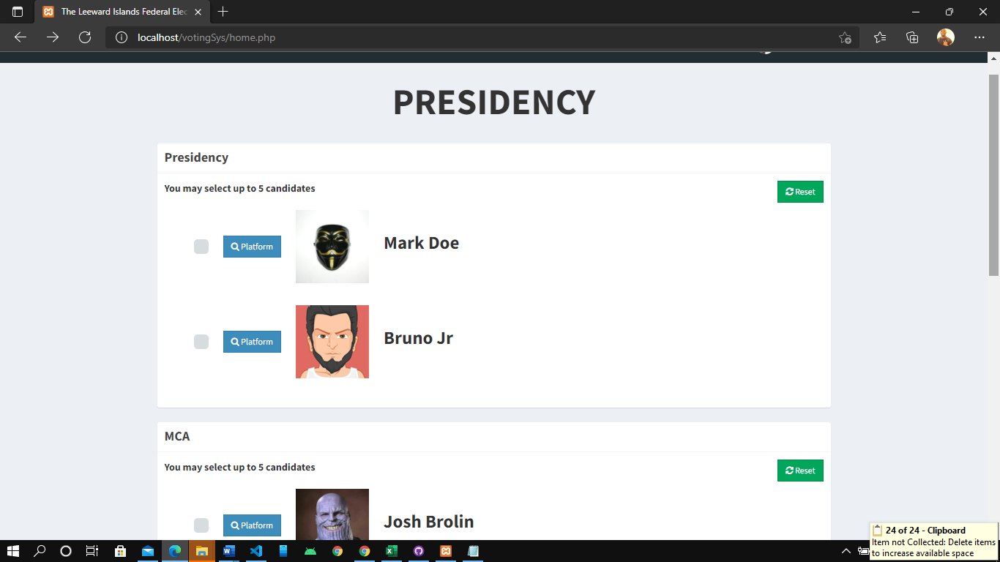 The Leeward Islands Federal Elec
localhost/votingSys/home.php
PRESIDENCY
Presidency
You may select up to 5 candidates
Reset
Platform
Mark Doe
Platform
Bruno Jr
MCA
You may select up to 5 candidates
Reset
Platform
Josh Brolin
24 of 24 - Clipboard
Item not Collected: Delete items
to increase available space